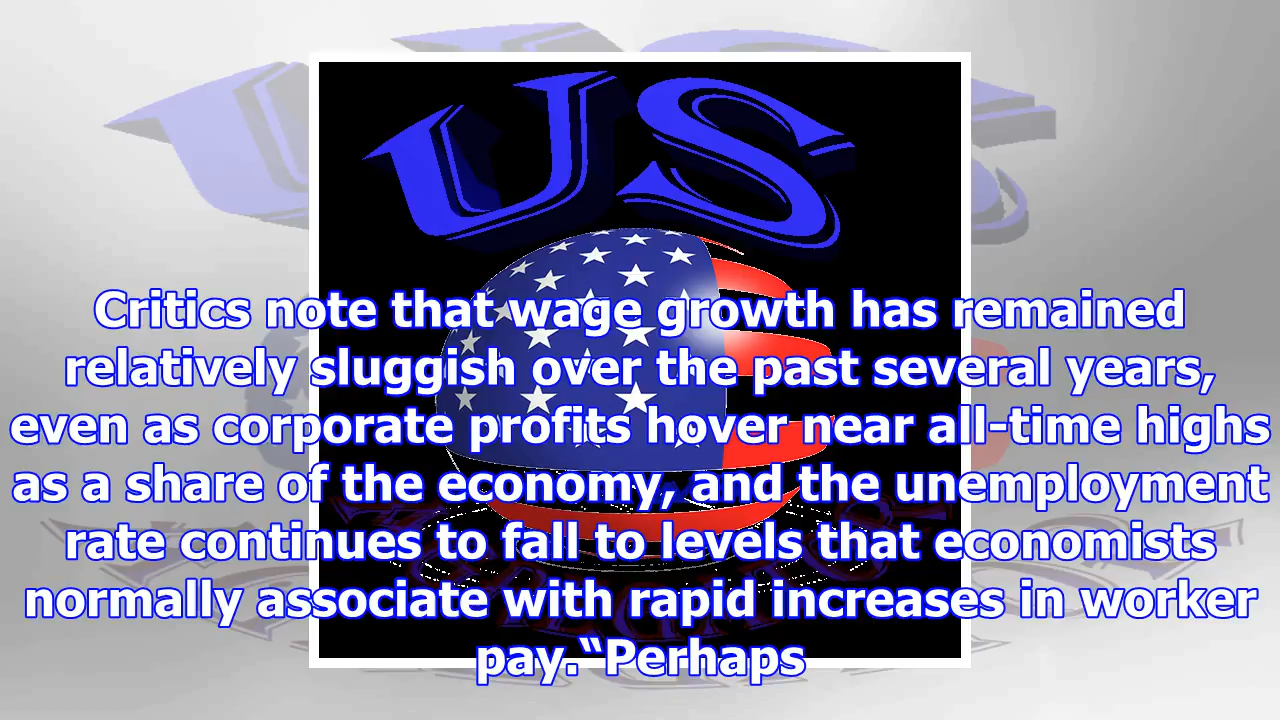 US
Critics note that wage growth has remained
relatively sluggish over the past several years,
even as corporate profits hover near all-time highs
as a share of the economy, and the unemployment
rate continues to fall to levels that economists
normally associate with rapid increases in worker
pay.“Perhaps